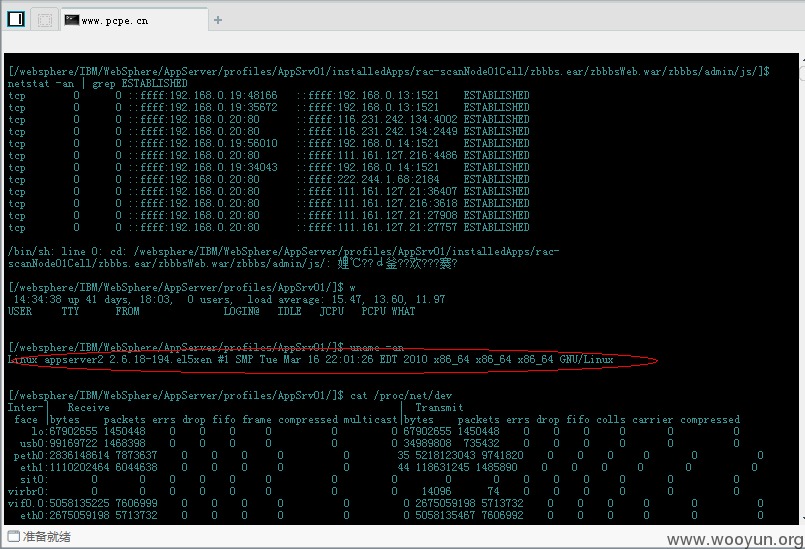 www.pcpe.cn
[/websphere/IBM/WebSphere/AppServer/profiles/AppSrv01/installedApps/rac-scanNode01Cell/zbbbs.ear/zbbbsWeb.war/zbbbs/admin/js/]$
netstat -an | grep ESTABLISHED
tcp 0 0 ::ffff:192.168.0.19:48166 ::ffff:192.168.0.13:1521 ESTABLISHED
tcp 0 0 ::ffff:192.168.0.19:35672 ::ffff:192.168.0.13:1521 ESTABLISHED
tcp 0 0 ::ffff:192.168.0.20:80 ::ffff:116.231.242.134:4002 ESTABLISHED
tcp 0 0 ::ffff:192.168.0.20:80 ::ffff:116.231.242.134:2449 ESTABLISHED
tcp 0 0 ::ffff:192.168.0.19:56010 ::ffff:192.168.0.14:1521 ESTABLISHED
tcp 0 0 ::ffff:192.168.0.20:80 ::ffff:111.161.127.216:4486 ESTABLISHED
tcp 0 0 ::ffff:192.168.0.19:34043 ::ffff:192.168.0.14:1521 ESTABLISHED
tcp 0 0 ::ffff:192.168.0.20:80 ::ffff:222.244.1.68:2184 ESTABLISHED
tcp 0 0 ::ffff:192.168.0.20:80 ::ffff:111.161.127.21:36407 ESTABLISHED
tcp 0 0 ::ffff:192.168.0.20:80 ::ffff:111.161.127.216:3618 ESTABLISHED
tcp 0 0 ::ffff:192.168.0.20:80 ::ffff:111.161.127.21:27908 ESTABLISHED
tcp 0 0 ::ffff:192.168.0.20:80 ::ffff:111.161.127.21:27757 ESTABLISHED
/bin/sh: line 0: cd: /websphere/IBM/WebSphere/AppServer/profiles/AppSrv01/installedApps/rac-
scanNode01Cell/zbbbs.ear/zbbbsWeb.war/zbbbs/admin/js/:
[/websphere/IBM/WebSphere/AppServer/profiles/AppSrv01/]$ w
14:34:38 up 41 days, 18:03, 0 users, load average: 15.47, 13.60, 11.97
USER TTY FROM LOGIN@ IDLE JCPU PCPU WHAT
[/websphere/IBM/WebSphere/AppServer/profiles/AppSrv01/]$ uname -an
Linux appserver2 2.6.18-194.el5xen #1 SMP Tue Mar 16 22:01:26 EDT 2010 x86_64 x86_64 x86_64 GNU/Linux
[/websphere/IBM/WebSphere/AppServer/profiles/AppSrv01/]$ cat /proc/net/dev
Inter-| Receive | Transmit
face |bytes packets errs drop fifo frame compressed multicast|bytes packets errs drop fifo colls carrier compressed
lo:67902655 1450448 0 0 0 0 0 0 67902655 1450448 0 0 0 0 0 0
usb0:99169722 1468398 0 0 0 0 0 0 34989808 735432 0 0 0 0 0 0
peth0:2836148614 7873637 0 0 0 0 0 35 5218123043 9741820 0 0 0 0 0 0
eth1:1110202464 6044638 0 0 0 0 0 44 118631245 1485890 0 0 0 0 0 0
sit0: 0 0 0 0 0 0 0 0 0 0 0 0 0 0 0 0
virbr0: 0 0 0 0 0 0 0 0 14096 74 0 0 0 0 0 0
vif0.0:5058135225 7606999 0 0 0 0 0 0 2675059198 5713732 0 0 0 0 0 0
eth0:2675059198 5713732 0 0 0 0 0 0 5058135467 7606992 0 0 0 0 0 0
准备就绪
www.wooyun.org